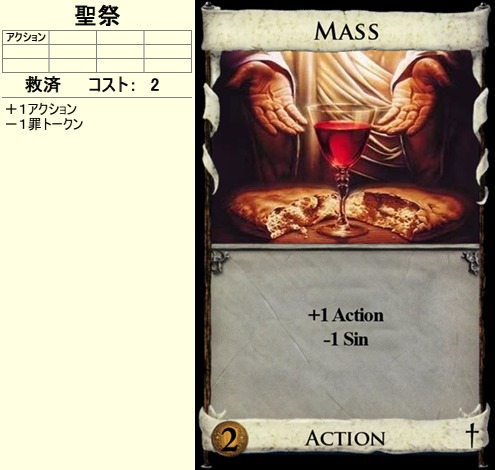 聖祭
アクション
救済 コスト: 2
＋１アクション
－１罪トークン
MASS
+1 Action
-1 Sin
2 ACTION †